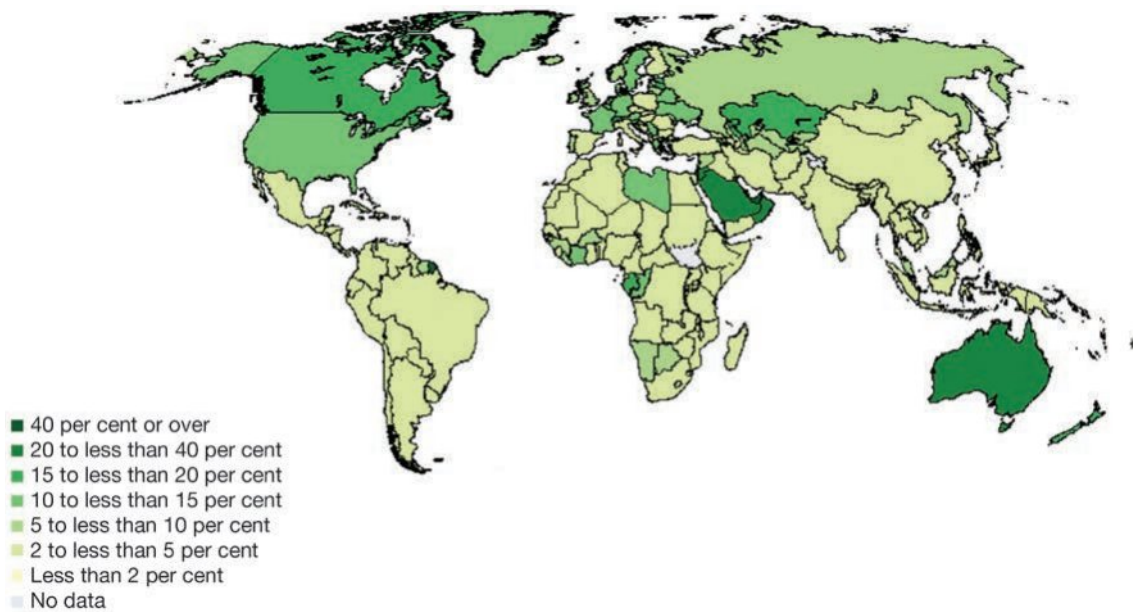 40 per cent or over
20 to less than 40 per cent
15 to less than 20 per cent
10 to less than 15 per cent
5 to less than 10 per cent
2 to less than 5 per cent
Less than 2 per cent
No data